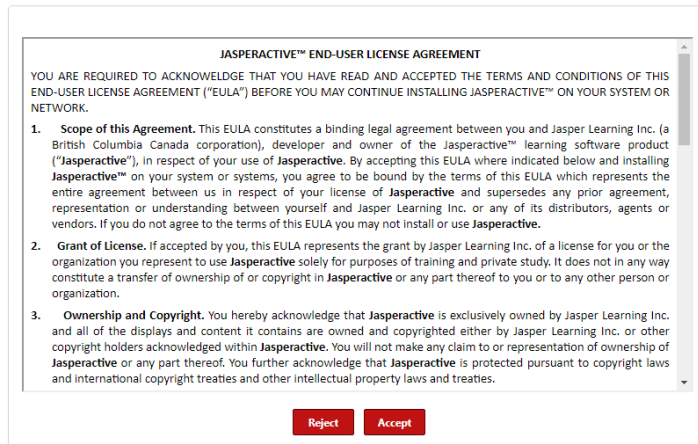 JASPERACTIVE™ END-USER LICENSE AGREEMENT
YOU ARE REQUIRED TO ACKNOWELDGE THAT YOU HAVE READ AND ACCEPTED THE TERMS AND CONDITIONS OF THIS
END-USER LICENSE AGREEMENT (“EULA”) BEFORE YOU MAY CONTINUE INSTALLING JASPERACTIVE™ ON YOUR SYSTEM OR
NETWORK.
1. Scope of this Agreement. This EULA constitutes a binding legal agreement between you and Jasper Learning Inc. (a
British Columbia Canada corporation), developer and owner of the Jasperactive™ learning software product
(“Jasperactive”), in respect of your use of Jasperactive. By accepting this EULA where indicated below and installing
Jasperactive™ on your system or systems, you agree to be bound by the terms of this EULA which represents the
entire agreement between us in respect of your license of Jasperactive and supersedes any prior agreement,
representation or understanding between yourself and Jasper Learning Inc. or any of its distributors, agents or
vendors. If you do not agree to the terms of this EULA you may not install or use Jasperactive.
2. Grant of License. If accepted by you, this EULA represents the grant by Jasper Learning Inc. of a license for you or the
organization you represent to use Jasperactive solely for purposes of training and private study. It does not in any way
constitute a transfer of ownership of or copyright in Jasperactive or any part thereof to you or to any other person or
organization.
3. Ownership and Copyright. You hereby acknowledge that Jasperactive is exclusively owned by Jasper Learning Inc.
and all of the displays and content it contains are owned and copyrighted either by Jasper Learning Inc. or other
copyright holders acknowledged within Jasperactive. You will not make any claim to or representation of ownership of
Jasperactive or any part thereof. You further acknowledge that Jasperactive is protected pursuant to copyright laws
and international copyright treaties and other intellectual property laws and treaties.
Reject Accept